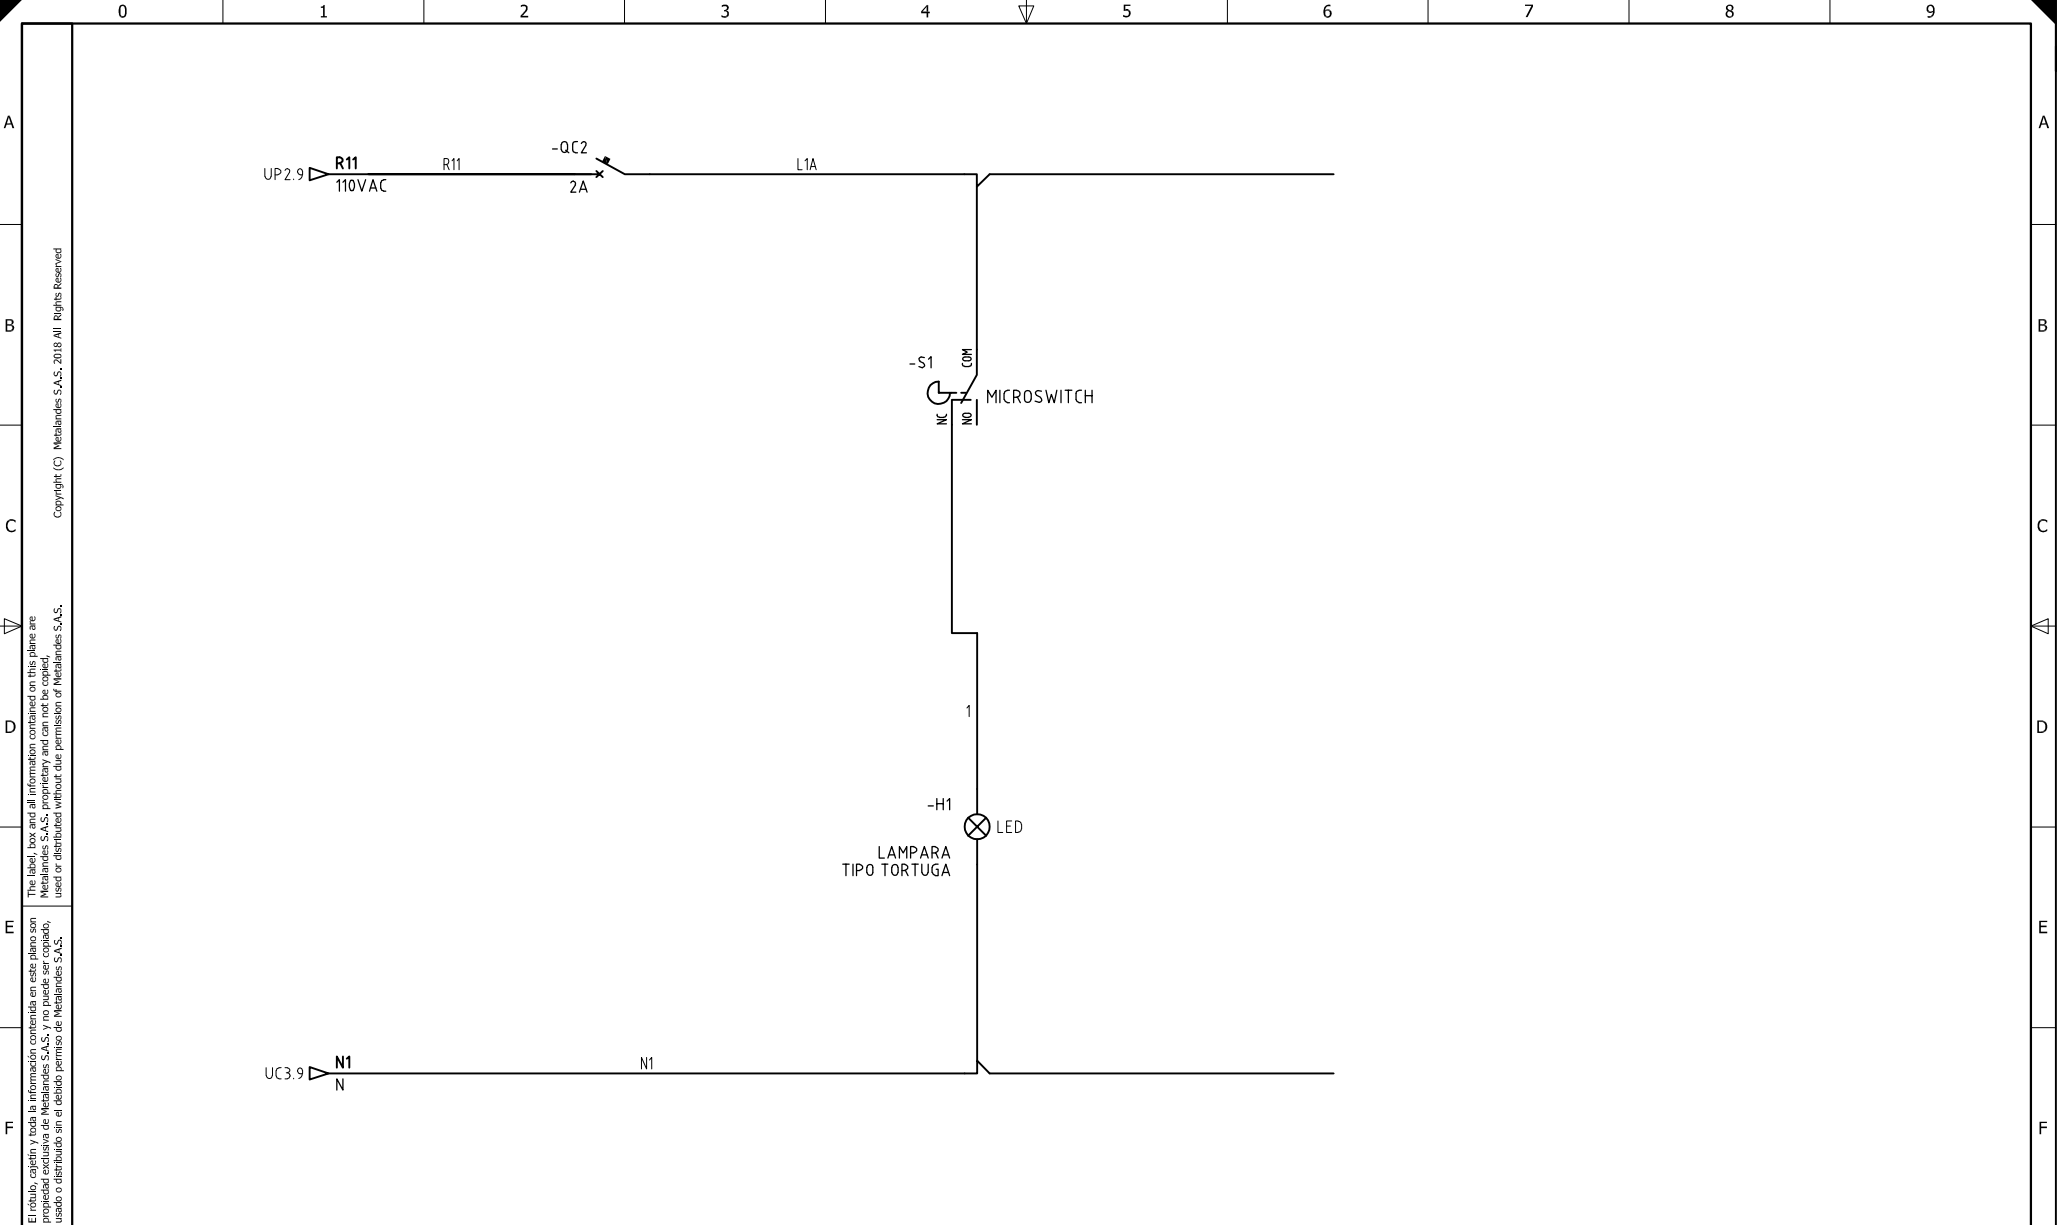 0 1 2 3 4 5 6 7 8 9
A A
-QC2
UP2.9 R11 R11 L1A
110VAC 2A
B B
-S1 COM
MICROSWITCH
NC NO
C C
D D
1
-H1
LED
LAMPARA
TIPO TORTUGA
E E
UC3.9 N1 N1
N
F F
Copyright (C) Metalandes S.A.S. 2018 All Rights Reserved
The label, box and all information contained on this plane are
Metalandes S.A.S. proprietary and can not be copied,
used or distributed without due permission of Metalandes S.A.S.
El rótulo, cajetín y toda la información contenida en este plano son
propiedad exclusiva de Metalandes S.A.S. y no puede ser copiado,
usado o distribuido sin el debido permiso de Metalandes S.A.S.